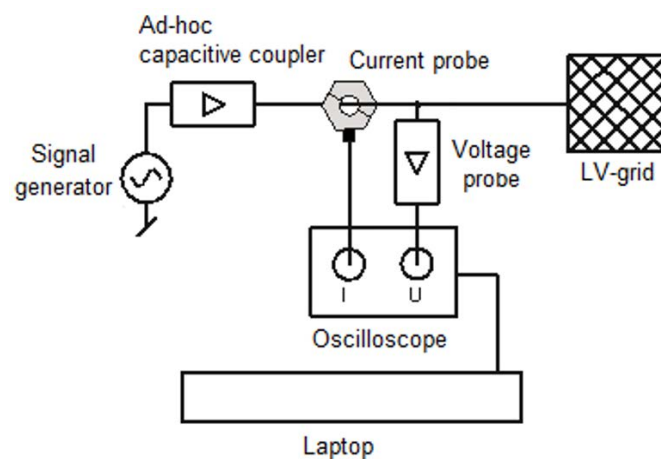 Ad-hoc
capacitive coupler
Current probe
Signal
generator
Voltage
probe
LV-grid
I
U
Oscilloscope
Laptop